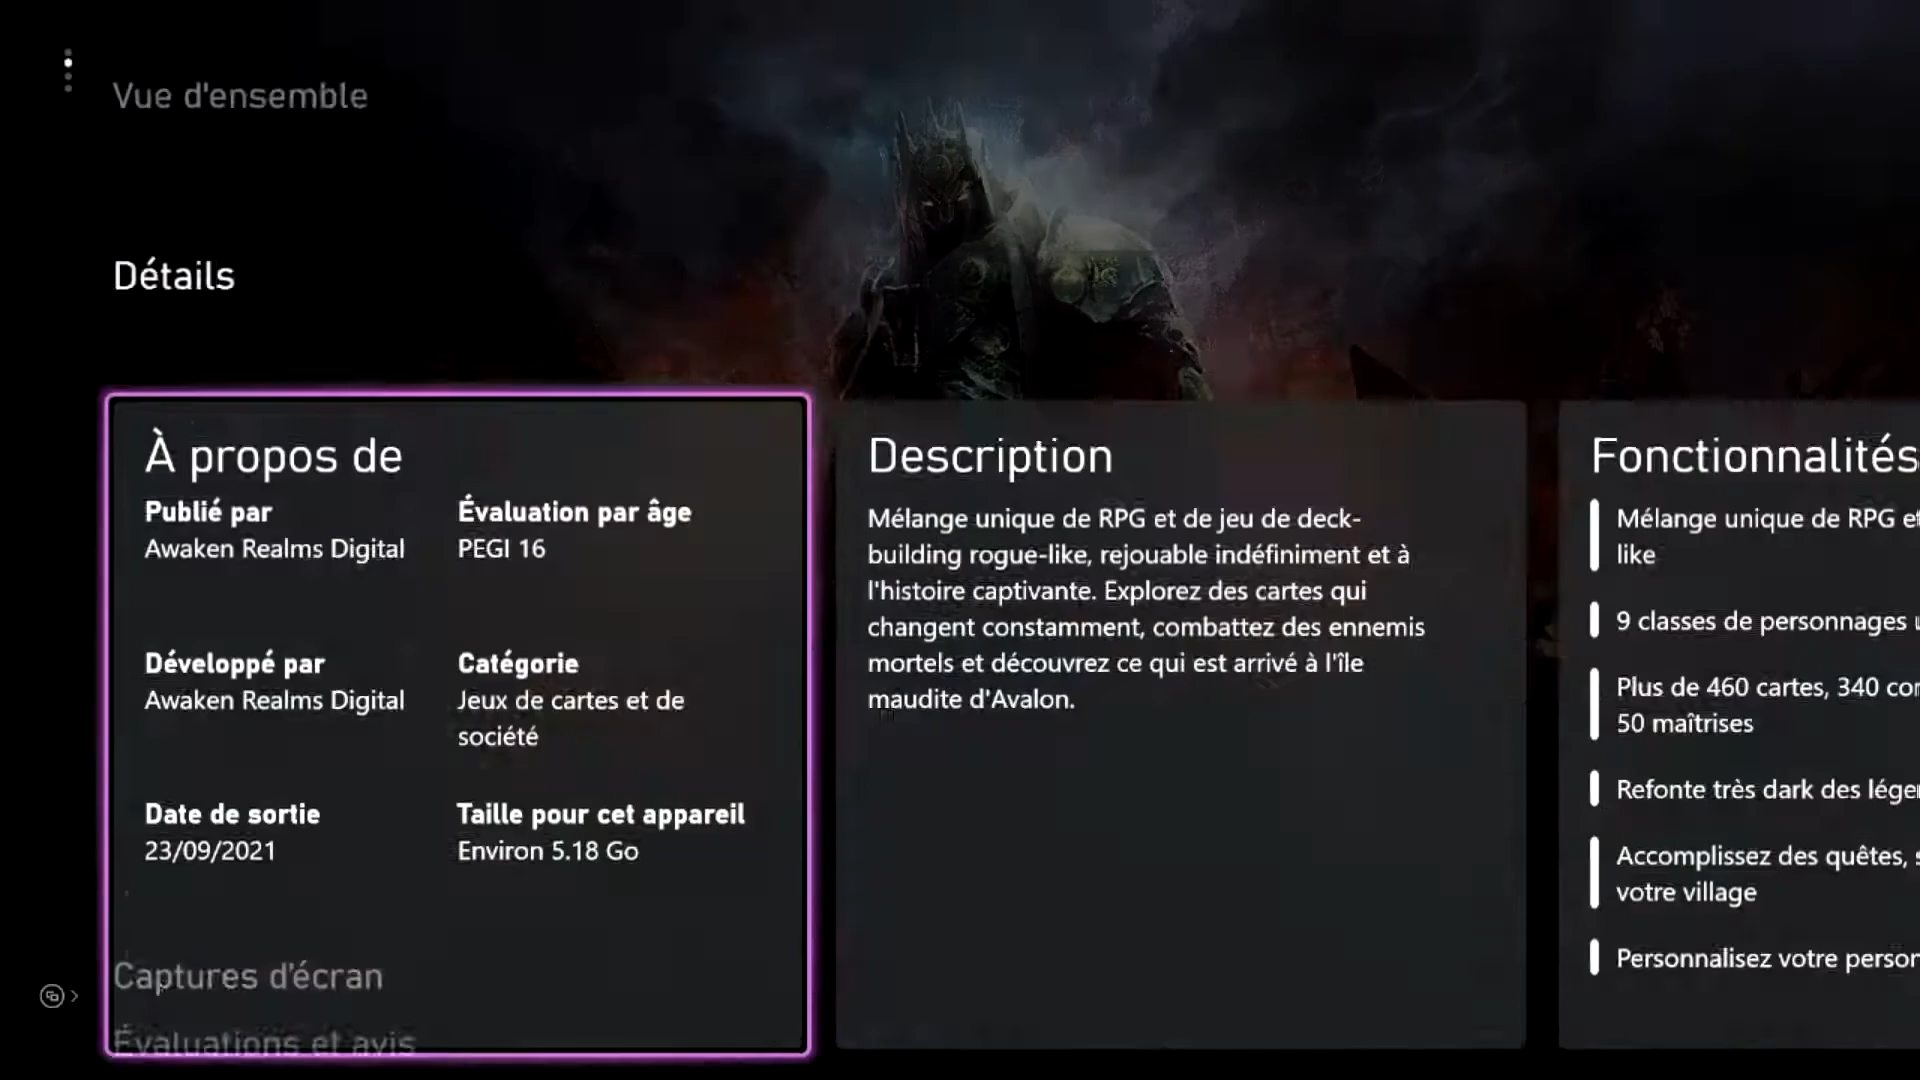 Vue d'ensemble
Détails
À propos de
Publié par
Awaken Realms Digital
Évaluation par âge
PEGI 16
Développé par
Awaken Realms Digital
Catégorie
Jeux de cartes et de
société
Date de sortie
23/09/2021
Taille pour cet appareil
Environ 5.18 Go
Description
Mélange unique de RPG et de jeu de deck-
building rogue-like, rejouable indéfiniment et à
l'histoire captivante. Explorez des cartes qui
changent constamment, combattez des ennemis
mortels et découvrez ce qui est arrivé à l'île
maudite d'Avalon.
Fonctionnalités
Mélange unique de RPG
like
9 classes de personnages
Plus de 460 cartes, 340
50 maîtrises
Refonte très dark des
Accomplissez des quêtes,
votre village
Personnalisez votre
Captures d'écran
Évaluations et avis